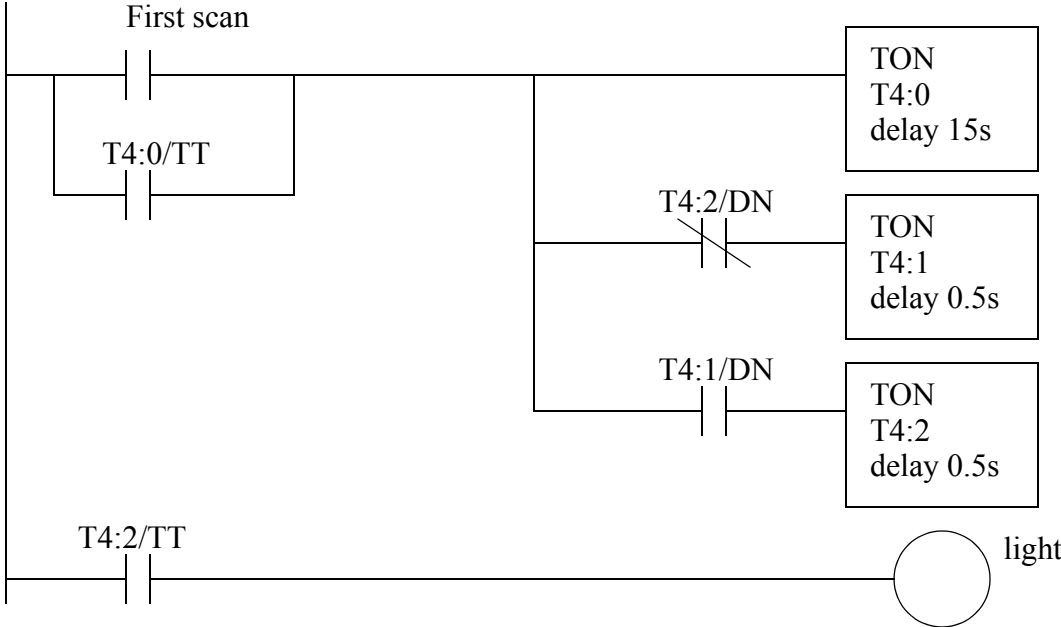 First scan
TON
T4:0
delay 15s
T4:0/TT
T4:2/DN
TON
T4:1
delay 0.5s
T4:1/DN
TON
T4:2
delay 0.5s
T4:2/TT
light